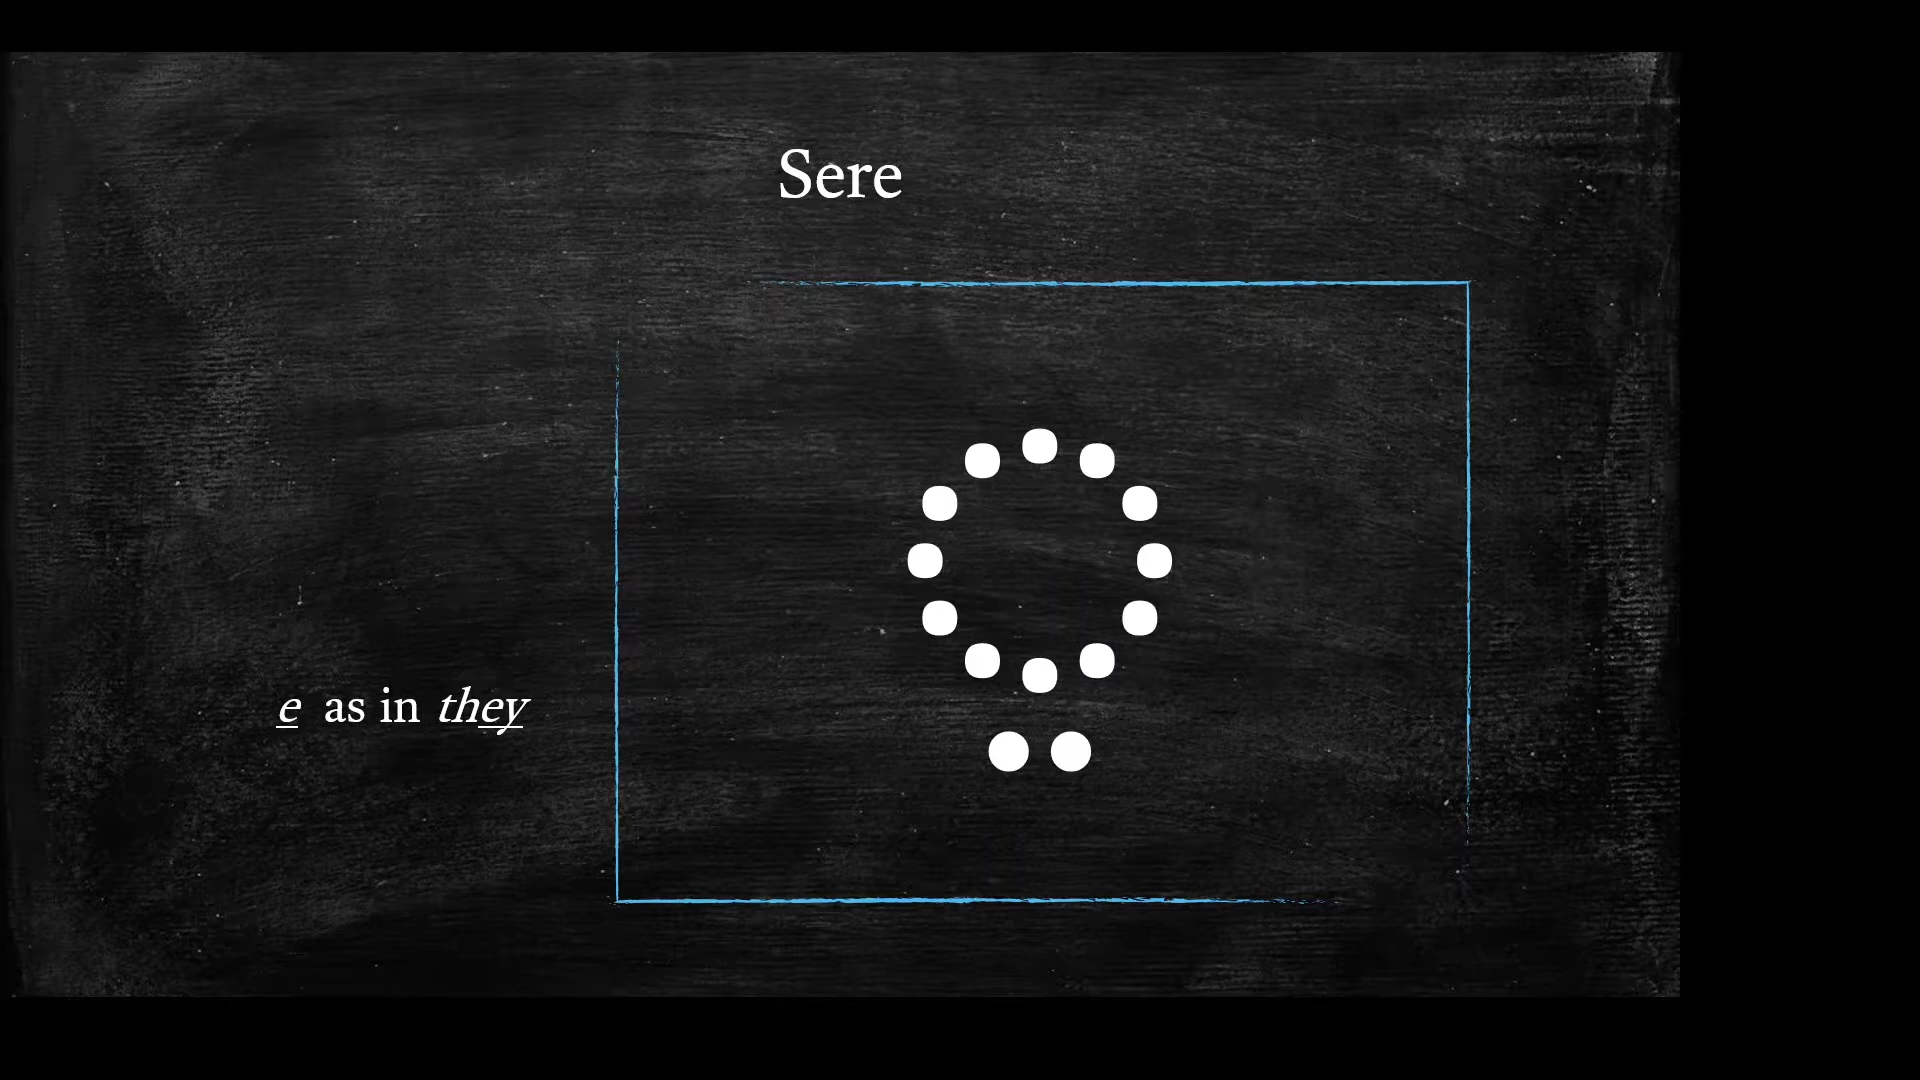 Sere
e as in they
◌ֵ